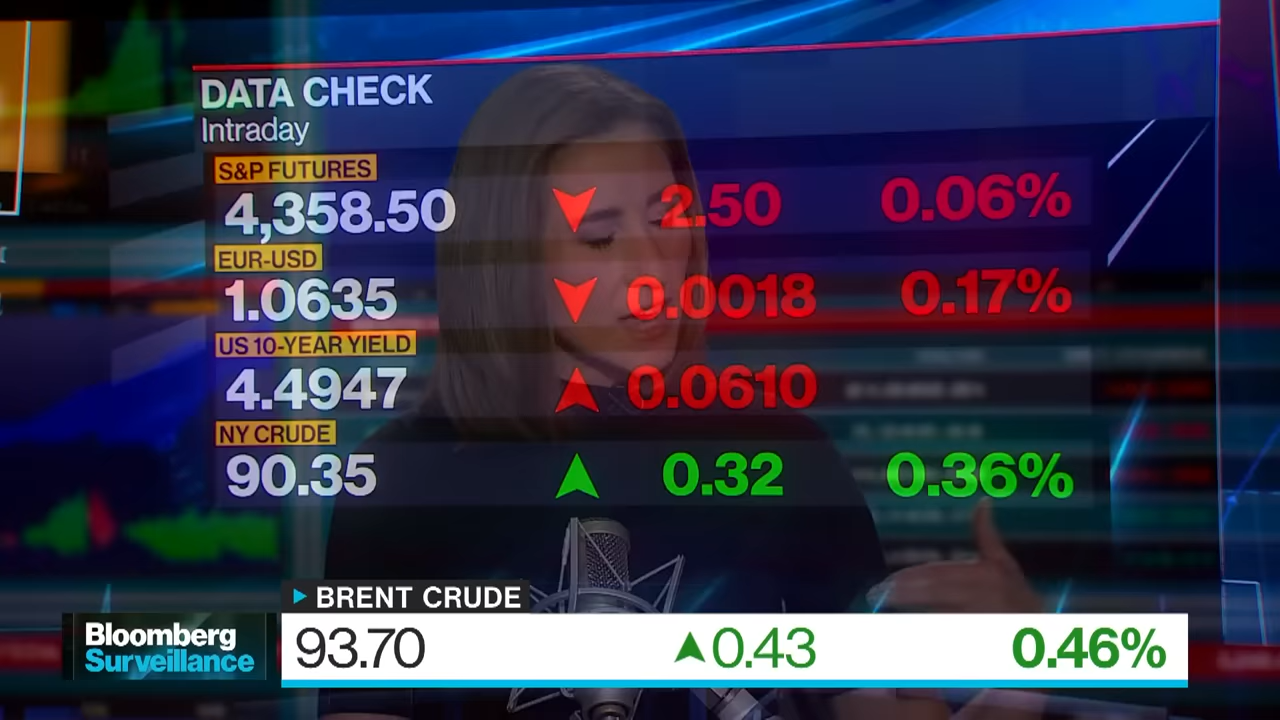 DATA CHECK
Intraday
S&P FUTURES
4,358.50 ▼ 2.50 0.06%
EUR-USD
1.0635 ▼ 0.0018 0.17%
US 10-YEAR YIELD
4.4947 ▲ 0.0610
NY CRUDE
90.35 ▲ 0.32 0.36%
BRENT CRUDE
93.70 ▲0.43 0.46%
Bloomberg
Surveillance